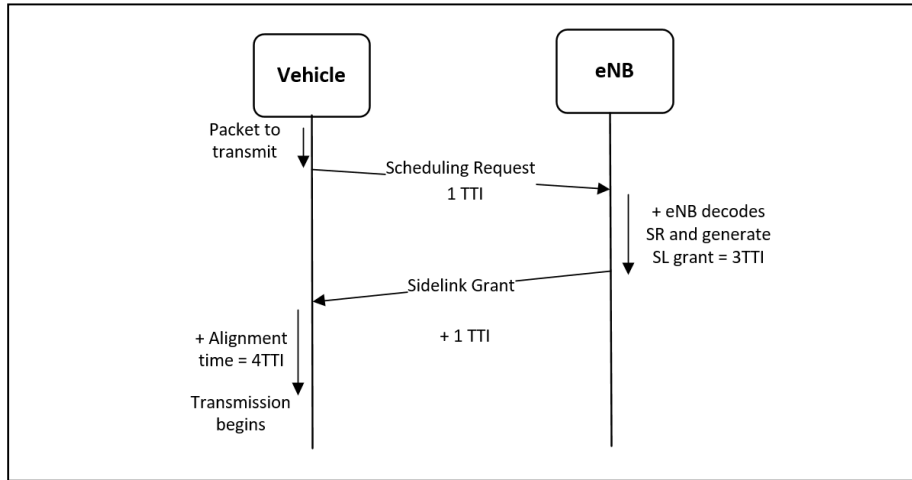 Vehicle
eNB
Packet to
transmit
Scheduling Request
1 TTI
+ eNB decodes
SR and generate
SL grant = 3TTI
Sidelink Grant
+ 1 TTI
+ Alignment
time = 4TTI
Transmission
begins